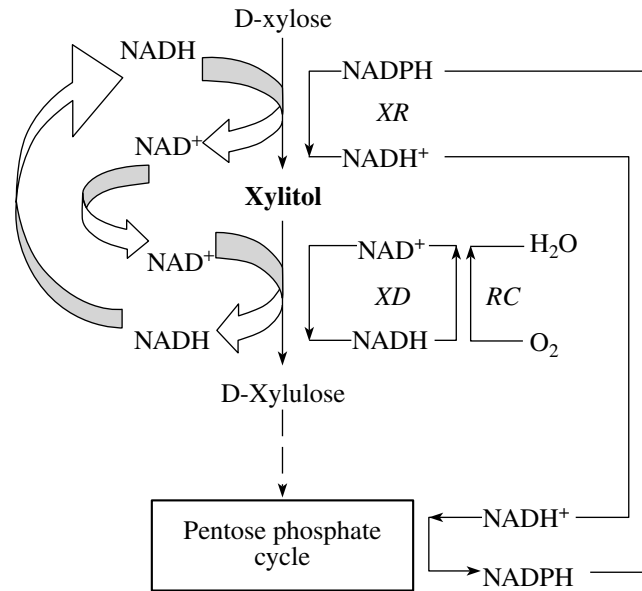 D-xylose
NADH
NADPH
XR
NAD⁺
NADH⁺
Xylitol
NAD⁺
NAD⁺
H₂O
XD
RC
NADH
NADH
O₂
D-Xylulose
Pentose phosphate
cycle
NADH⁺
NADPH